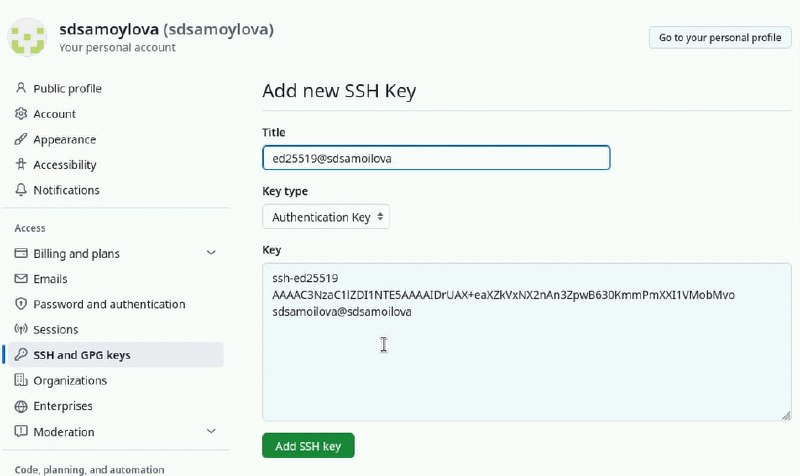 sdsamoylova (sdsamoylova)
Your personal account
Go to your personal profile
Public profile
Account
Appearance
Accessibility
Notifications
Access
Billing and plans
Emails
Password and authentication
Sessions
SSH and GPG keys
Organizations
Enterprises
Moderation
Code, planning, and automation
Add new SSH Key
Title
ed25519@sdsamoilova
Key type
Authentication Key
Key
ssh-ed25519
AAAAC3NzaC1lZDI1NTE5AAAAIDrUAX+eaXZkVxNX2nAn3ZpwB630KmmPmXXI1VMobMvo
sdsamoilova@sdsamoilova
Add SSH key